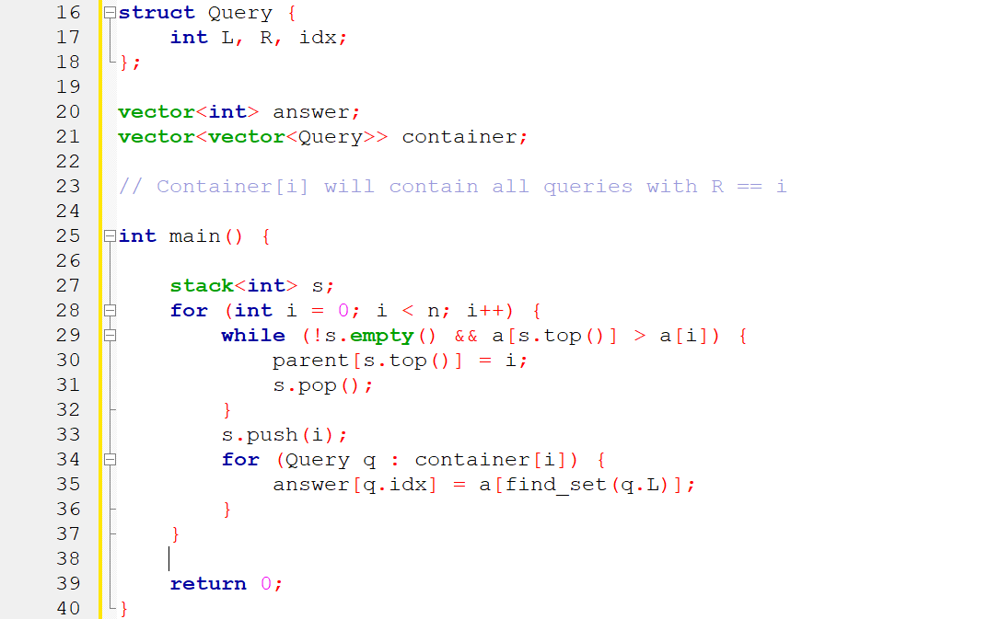 16 struct Query {
17     int L, R, idx;
18 };
19
20 vector<int> answer;
21 vector<vector<Query>> container;
22
23 // Container[i] will contain all queries with R == i
24
25 int main() {
26
27     stack<int> s;
28     for (int i = 0; i < n; i++) {
29         while (!s.empty() && a[s.top()] > a[i]) {
30             parent[s.top()] = i;
31             s.pop();
32         }
33         s.push(i);
34         for (Query q : container[i]) {
35             answer[q.idx] = a[find_set(q.L)];
36         }
37     }
38
39     return 0;
40 }